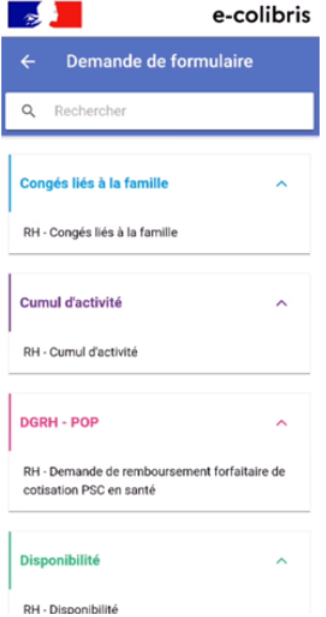 e-colibris
Demande de formulaire
Rechercher
Congés liés à la famille
RH - Congés liés à la famille
Cumul d'activité
RH - Cumul d'activité
DGRH - POP
RH - Demande de remboursement forfaitaire de
cotisation PSC en santé
Disponibilité
RH - Disponibilité